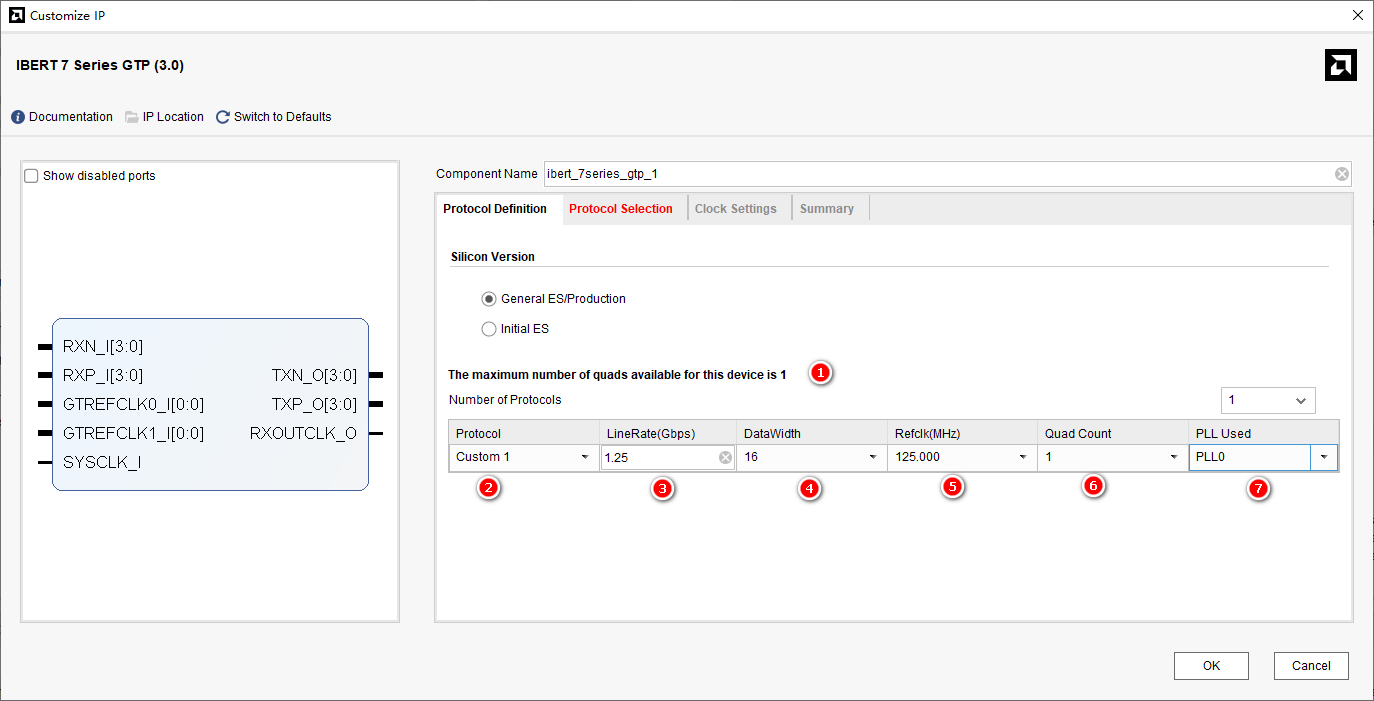 Customize IP
IBERT 7 Series GTP (3.0)
Documentation IP Location Switch to Defaults
Show disabled ports
RXN_I[3:0]
RXP_I[3:0] TXN_O[3:0]
GTREFCLK0_I[0:0] TXP_O[3:0]
GTREFCLK1_I[0:0] RXOUTCLK_O
SYSCLK_I
Component Name ibert_7series_gtp_1
Protocol Definition Protocol Selection Clock Settings Summary
Silicon Version
General ES/Production
Initial ES
The maximum number of quads available for this device is 1 1
Number of Protocols 1
Protocol LineRate(Gbps) DataWidth Refclk(MHz) Quad Count PLL Used
Custom 1 1.25 16 125.000 1 PLL0
2 3 4 5 6 7
OK Cancel